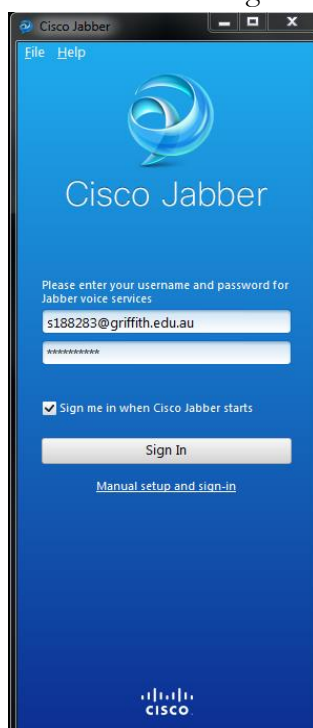 Cisco Jabber
File Help
Cisco Jabber
Please enter your username and password for
Jabber voice services
s188283@griffith.edu.au
**********
Sign me in when Cisco Jabber starts
Sign In
Manual setup and sign-in
CISCO